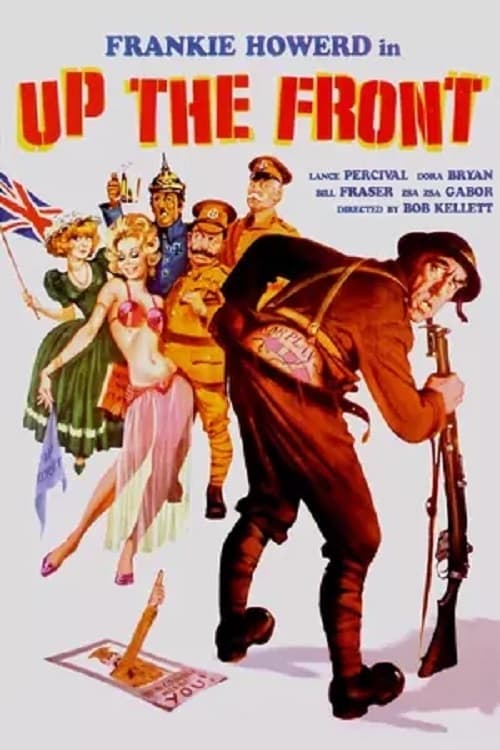 FRANKIE HOWERD in
UP THE FRONT
LANCE PERCIVAL DORA BRYAN
BILL FRASER ZSA ZSA GABOR
DIRECTED BY BOB KELLETT
YOU!